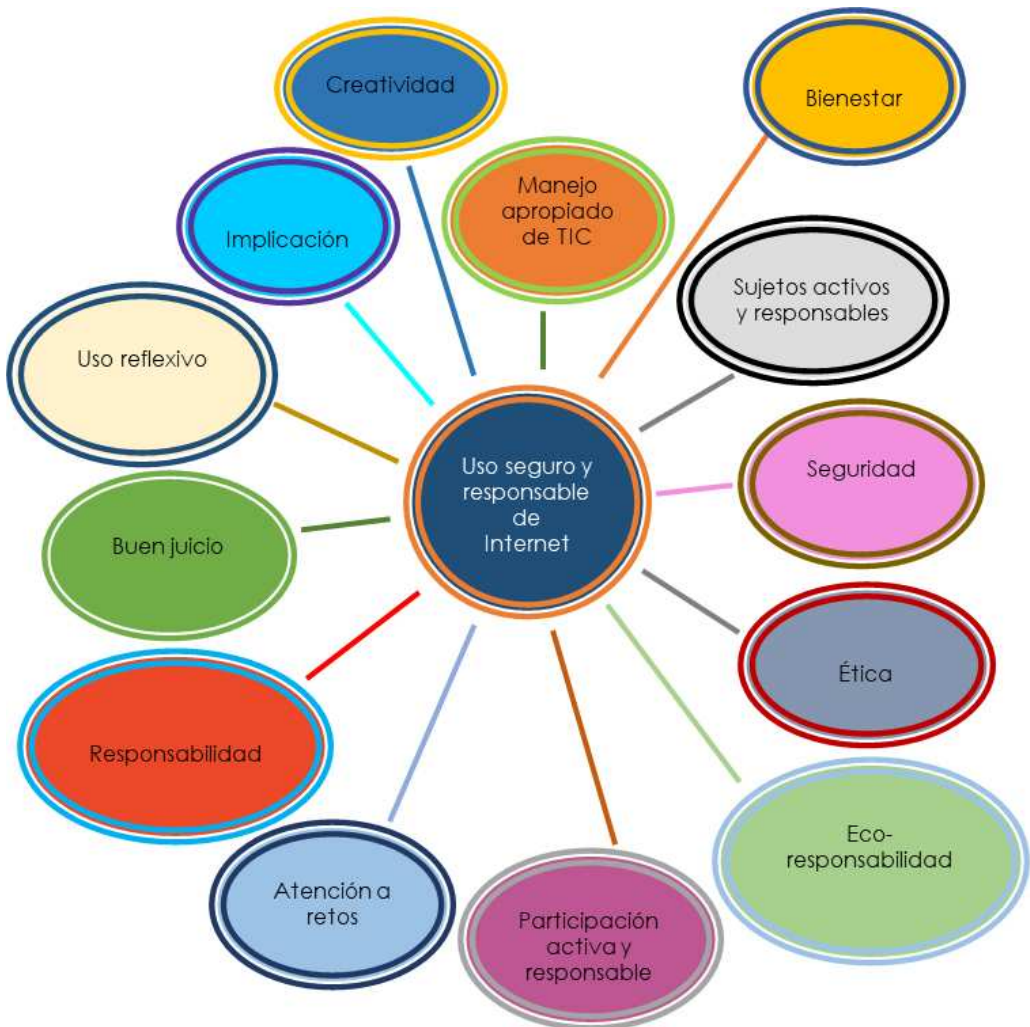 Creatividad
Bienestar
Manejo
apropiado
de TIC
Implicación
Sujetos activos
y responsables
Uso reflexivo
Uso seguro y
responsable
de
Internet
Seguridad
Buen juicio
Ética
Responsabilidad
Eco-
responsabilidad
Atención a
retos
Participación
activa y
responsable